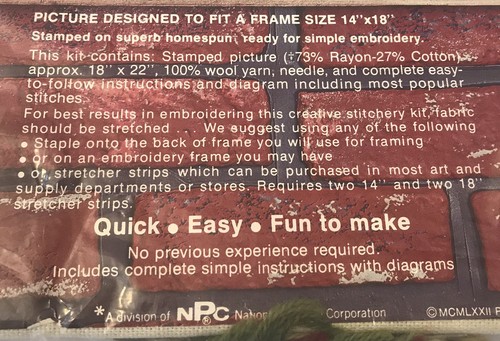 PICTURE DESIGNED TO FIT A FRAME SIZE 14''x18''
Stamped on superb homespun, ready for simple embroidery.
This kit contains: Stamped picture (†73% Rayon-27% Cotton)
approx. 18'' x 22'', 100% wool yarn, needle, and complete easy-
to-follow instructions and diagram including most popular
stitches.
For best results in embroidering this creative stitchery kit, fabric
should be stretched ... We suggest using any of the following
• Staple onto the back of frame you will use for framing
• or on an embroidery frame you may have
• or stretcher strips which can be purchased in most art and
supply departments or stores. Requires two 14'' and two 18''
stretcher strips.
Quick • Easy • Fun to make
No previous experience required.
Includes complete simple instructions with diagrams
*A division of NPC Corporation
©MCMLXXII